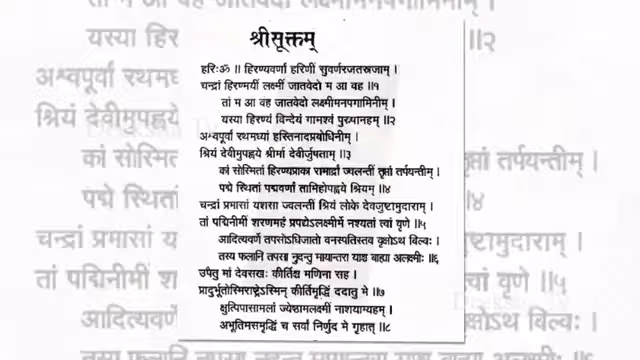 श्रीसूक्तम्
हरिःॐ ॥ हिरण्यवर्णां हरिणीं सुवर्णरजतस्रजाम् ।
चन्द्रां हिरण्मयीं लक्ष्मीं जातवेदो म आ वह ॥१
तां म आ वह जातवेदो लक्ष्मीमनपगामिनीम् ।
यस्या हिरण्यं विन्देयं गामश्वं पुरुषानहम् ॥२
अश्वपूर्वा रथमध्यां हस्तिनादप्रबोधिनीम् ।
श्रियं देवीमुपह्वये श्रीर्मा देवीर्जुषताम् ॥३
कां सोस्मितां हिरण्यप्राकारामार्द्रां ज्वलन्तीं तृप्तां तर्पयन्तीम् ।
पद्मे स्थितां पद्मवर्णां तामिहोपह्वये श्रियम् ॥४
चन्द्रां प्रभासां यशसा ज्वलन्तीं श्रियं लोके देवजुष्टामुदाराम् ।
तां पद्मिनीमीं शरणमहं प्रपद्येऽलक्ष्मीर्मे नश्यतां त्वां वृणे ॥५
आदित्यवर्णे तपसोऽधिजातो वनस्पतिस्तव वृक्षोऽथ बिल्वः ।
तस्य फलानि तपसा नुदन्तु मायान्तरा याश्च बाह्या अलक्ष्मीः ॥६
उपैतु मां देवसखः कीर्तिश्च मणिना सह ।
प्रादुर्भूतोस्मिराष्ट्रेऽस्मिन् कीर्तिमृद्धिं ददातु मे ॥७
क्षुत्पिपासामलां ज्येष्ठामलक्ष्मीं नाशयाम्यहम् ।
अभूतिमसमृद्धिं च सर्वां निर्णुद मे गृहात् ॥८